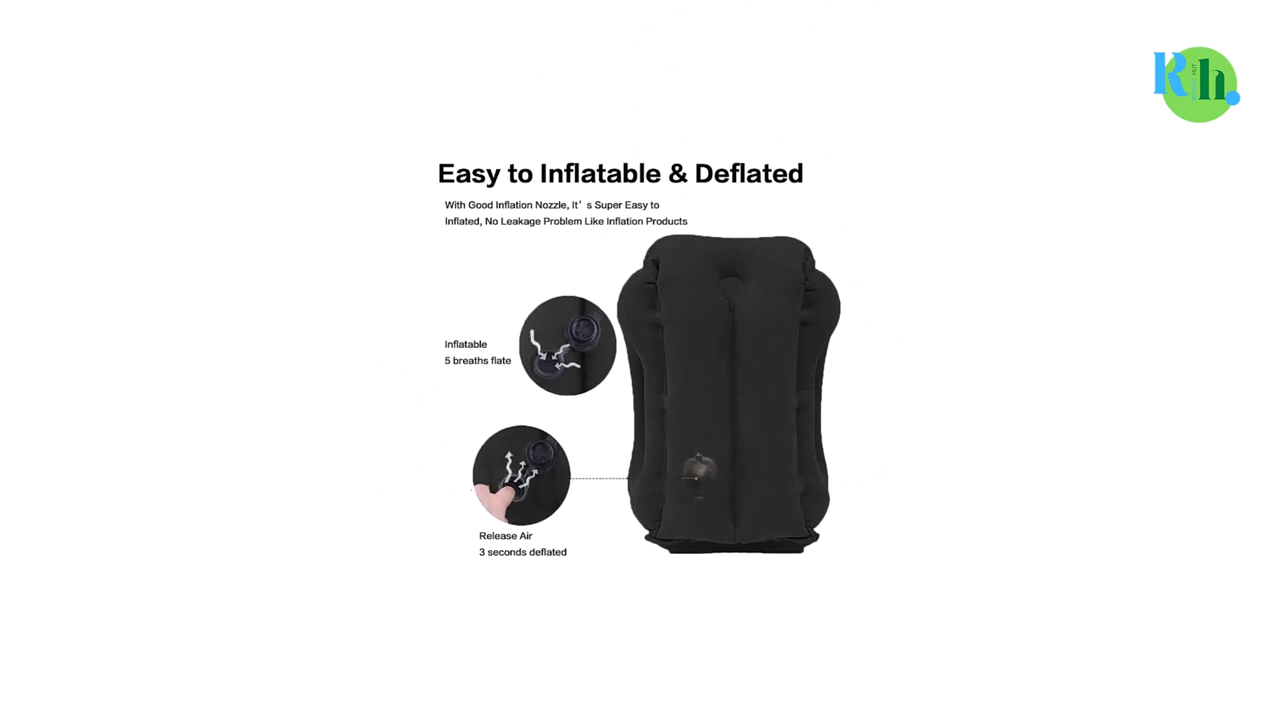 Rh.
HUT
Easy to Inflatable & Deflated
With Good Inflation Nozzle, It’s Super Easy to
Inflated, No Leakage Problem Like Inflation Products
Inflatable
5 breaths flate
Release Air
3 seconds deflated